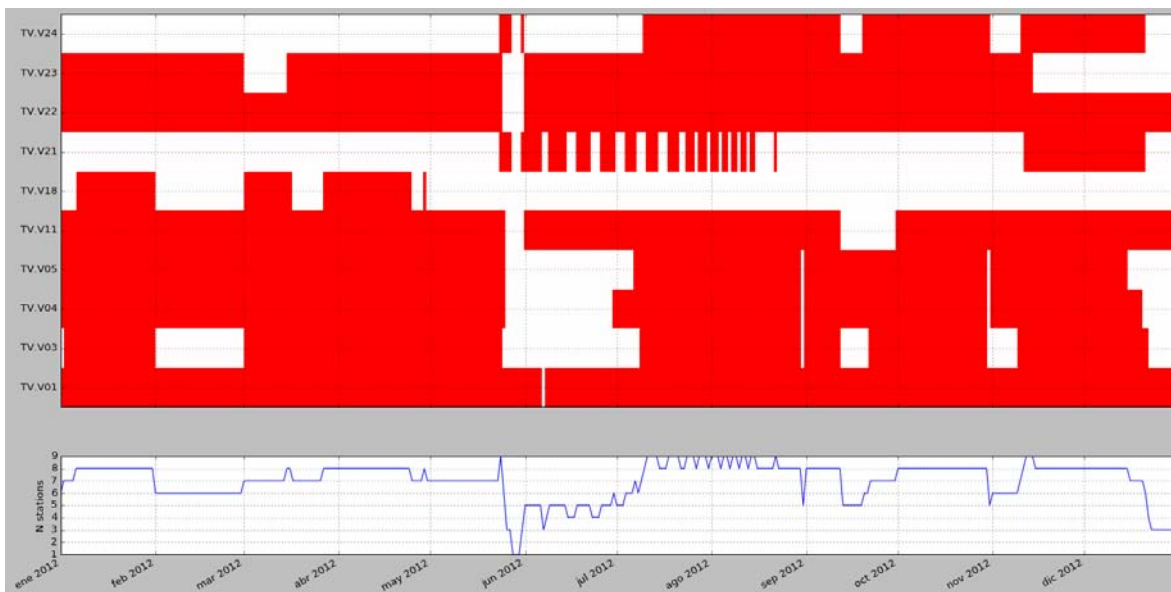 TV.V24
TV.V23
TV.V22
TV.V21
TV.V18
TV.V11
TV.V05
TV.V04
TV.V03
TV.V01
N stations
9
8
7
6
5
4
3
2
1
ene 2012
feb 2012
mar 2012
abr 2012
may 2012
jun 2012
jul 2012
ago 2012
sep 2012
oct 2012
nov 2012
dic 2012